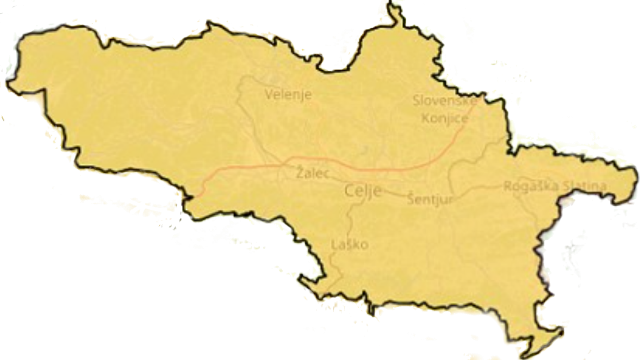 Velenje
Slovenske
Konjice
Žalec
Celje
Šentjur
Rogaška Slatina
Laško